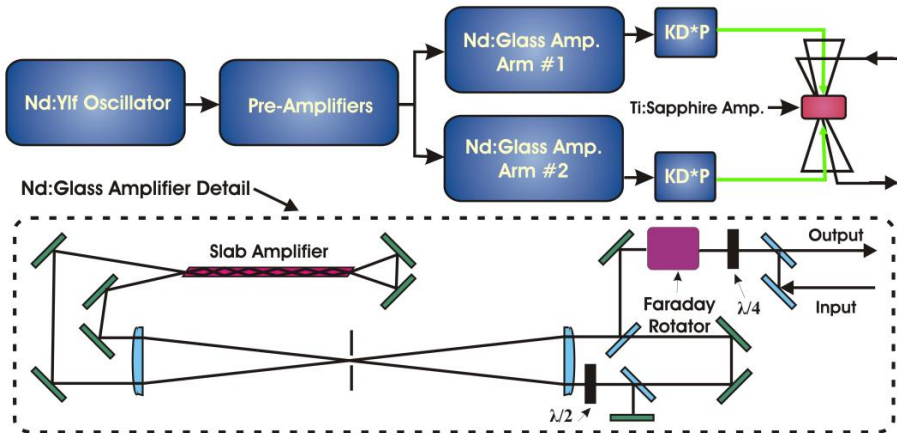 Nd:Ylf Oscillator
Pre-Amplifiers
Nd:Glass Amp.
Arm #1
KD*P
Ti:Sapphire Amp.
Nd:Glass Amp.
Arm #2
KD*P
Nd:Glass Amplifier Detail
Slab Amplifier
Output
Faraday
Rotator
λ/4
Input
λ/2